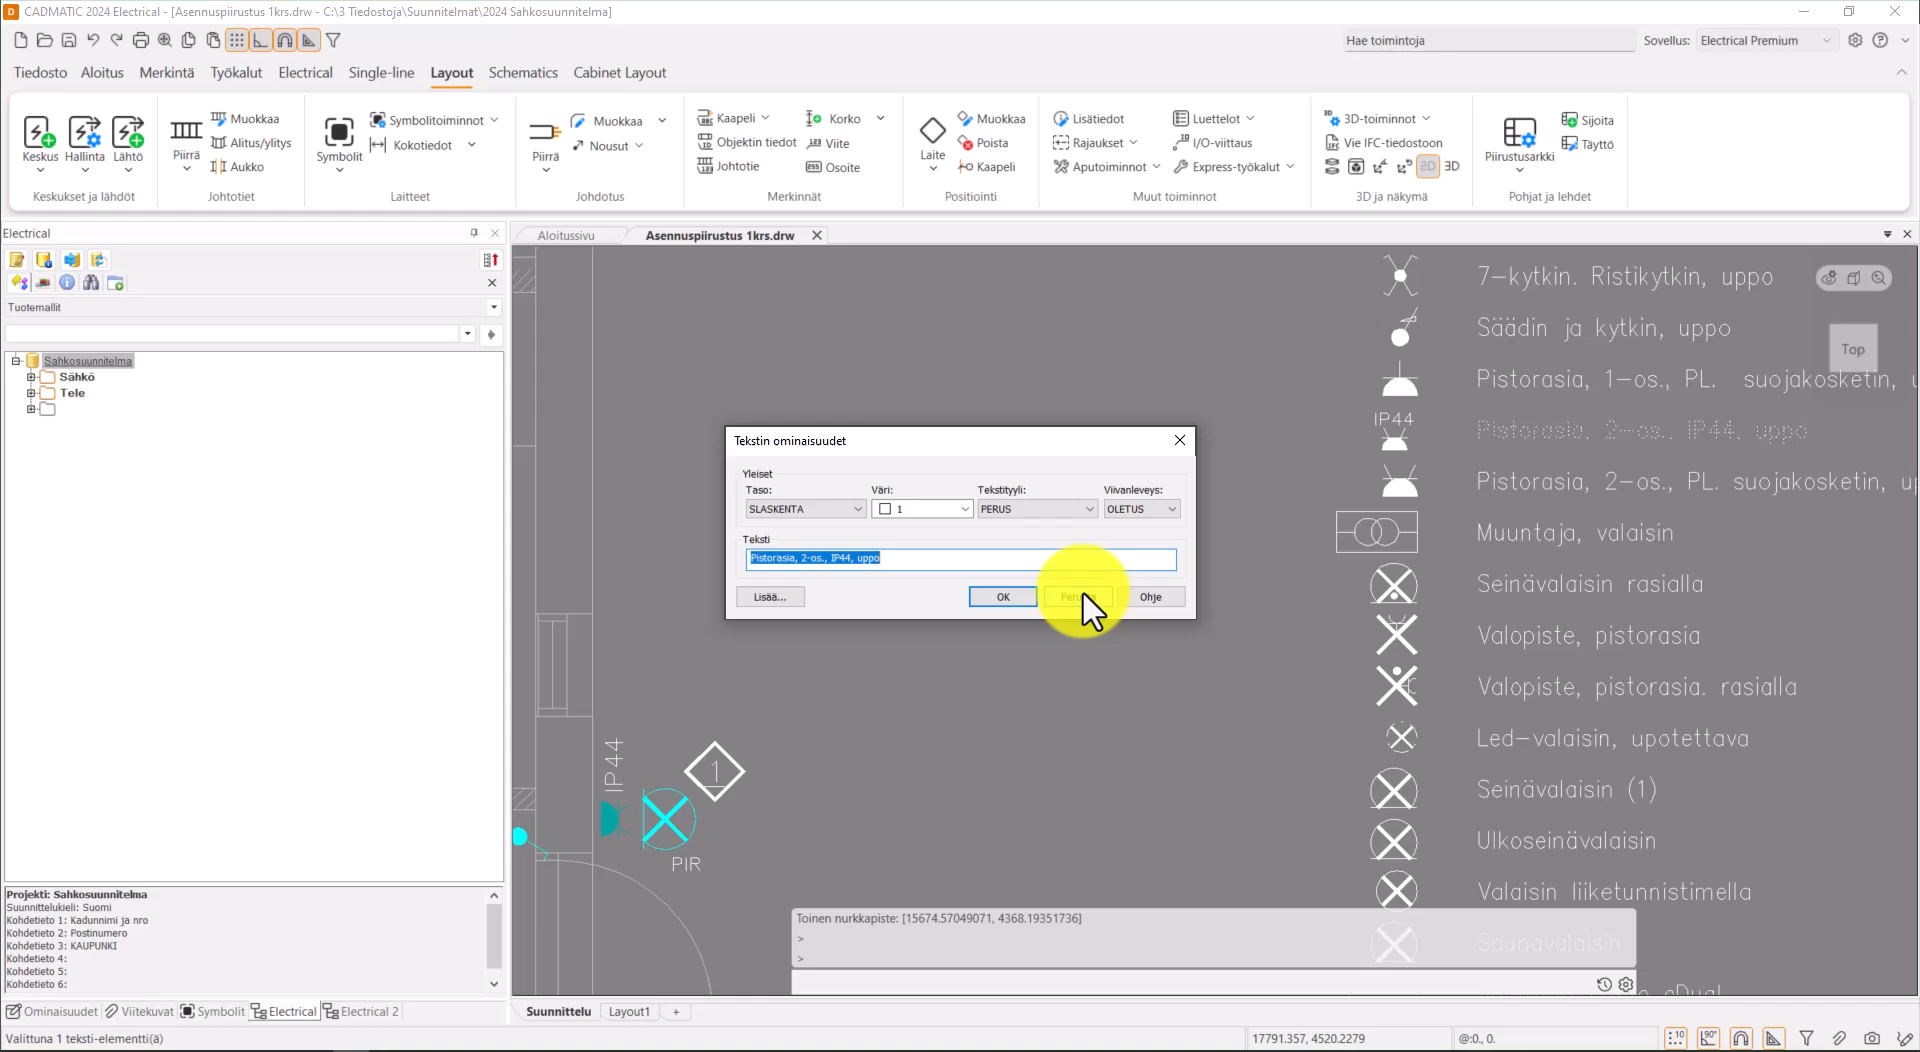 CADMATIC 2024 Electrical - [Asennuspiirustus 1krs.drw - C:\3 Tiedostoja\Suunnitelmat\2024 Sahkosuunnitelma]
Hae toimintoja
Sovellus: Electrical Premium
Tiedosto Aloitus Merkintä Työkalut Electrical Single-line Layout Schematics Cabinet Layout
Keskus Hallinta Lähtö
Keskukset ja lähdöt
Piirrä
Muokkaa
Alitus/ylitys
Aukko
Johtotiet
Symbolit
Symbolitoiminnot
Kokotiedot
Laitteet
Piirrä
Muokkaa
Nousut
Johdotus
Kaapeli
Objektin tiedot
Johtotie
Korko
Viite
Osoite
Merkinnät
Laite
Muokkaa
Poista
Kaapeli
Positiointi
Lisätiedot
Rajaukset
Aputoiminnot
Luettelot
I/O-viittaus
Express-työkalut
Muut toiminnot
3D-toiminnot
Vie IFC-tiedostoon
2D 3D
3D ja näkymä
Piirustusarkki
Sijoita
Täyttö
Pohjat ja lehdet
Electrical
Tuotemallit
Sahkosuunnitelma
Sähkö
Tele
Projekti: Sahkosuunnitelma
Suunnittelukieli: Suomi
Kohdetieto 1: Kadunnimi ja nro
Kohdetieto 2: Postinumero
Kohdetieto 3: KAUPUNKI
Kohdetieto 4:
Kohdetieto 5:
Kohdetieto 6:
Ominaisuudet Viitekuvat Symbolit Electrical Electrical 2
Aloitussivu Asennuspiirustus 1krs.drw
7-kytkin. Ristikytkin, uppo
Säädin ja kytkin, uppo
Top
Pistorasia, 1-os., PL. suojakosketin,
IP44
Pistorasia, 2-os., IP44, uppo
Pistorasia, 2-os., PL. suojakosketin,
Muuntaja, valaisin
Seinävalaisin rasialla
Valopiste, pistorasia
Valopiste, pistorasia. rasialla
Led-valaisin, upotettava
Seinävalaisin (1)
Ulkoseinävalaisin
Valaisin liiketunnistimella
Saunavalaisin
Tekstin ominaisuudet
Yleiset
Taso: Väri: Tekstityyli: Viivanleveys:
SLASKENTA 1 PERUS OLETUS
Teksti
Pistorasia, 2-os., IP44, uppo
Lisää... OK Ohje
IP44
1
PIR
Toinen nurkkapiste: [15674.57049071, 4368.19351736]
>
>
Suunnittelu Layout1 +
Valittuna 1 teksti-elementti(ä)
17791.357, 4520.2279
@:0., 0.